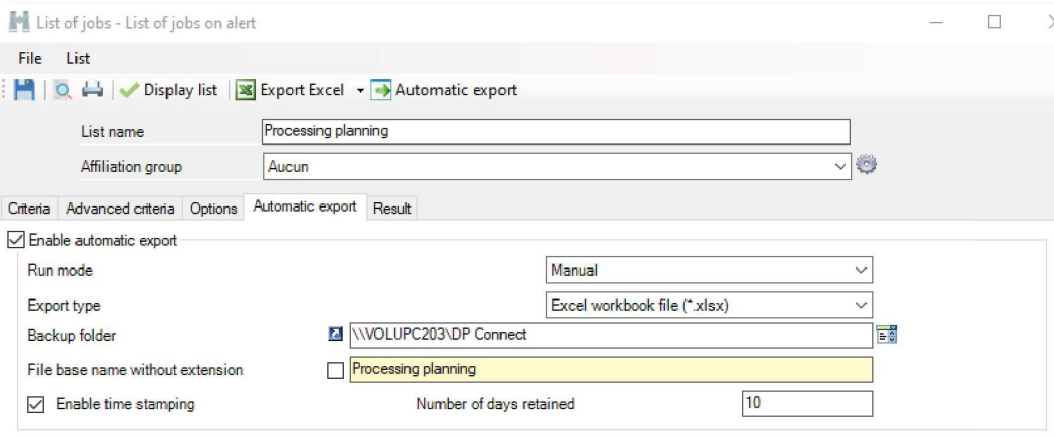 List of jobs - List of jobs on alert
File List
Display list Export Excel Automatic export
List name Processing planning
Affiliation group Aucun
Criteria Advanced criteria Options Automatic export Result
Enable automatic export
Run mode Manual
Export type Excel workbook file (*.xlsx)
Backup folder \\VOLUPC203\DP Connect
File base name without extension Processing planning
Enable time stamping Number of days retained 10